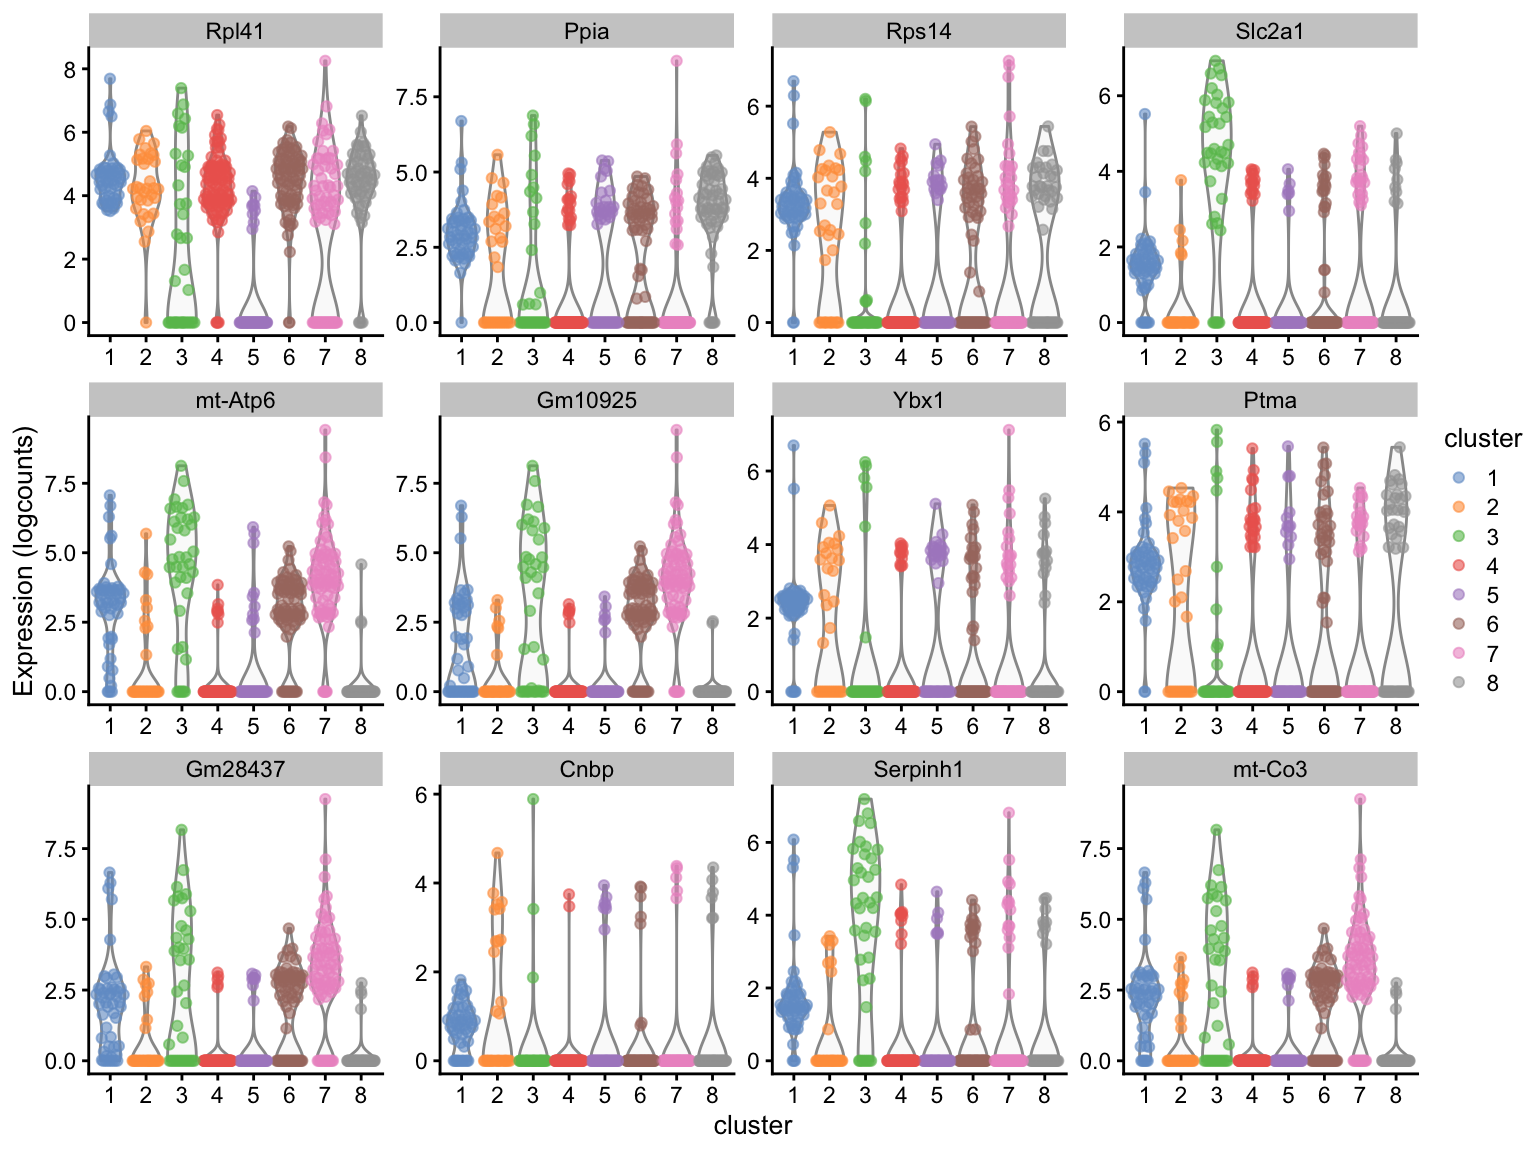 Rpl41 Ppia Rps14 Slc2a1
8 7.5 6 6
6 5.0 4 4
4 2.5 2 2
2 0.0 0 0
0
1 2 3 4 5 6 7 8 1 2 3 4 5 6 7 8 1 2 3 4 5 6 7 8 1 2 3 4 5 6 7 8
mt-Atp6 Gm10925 Ybx1 Ptma
7.5 7.5 6 6
5.0 5.0 4 4
2.5 2.5 2 2
0.0 0.0 0 0
1 2 3 4 5 6 7 8 1 2 3 4 5 6 7 8 1 2 3 4 5 6 7 8 1 2 3 4 5 6 7 8
Gm28437 Cnbp Serpinh1 mt-Co3
7.5 6 6 7.5
5.0 4 4 5.0
2.5 2 2 2.5
0.0 0 0 0.0
1 2 3 4 5 6 7 8 1 2 3 4 5 6 7 8 1 2 3 4 5 6 7 8 1 2 3 4 5 6 7 8
Expression (logcounts)
cluster
cluster
1
2
3
4
5
6
7
8